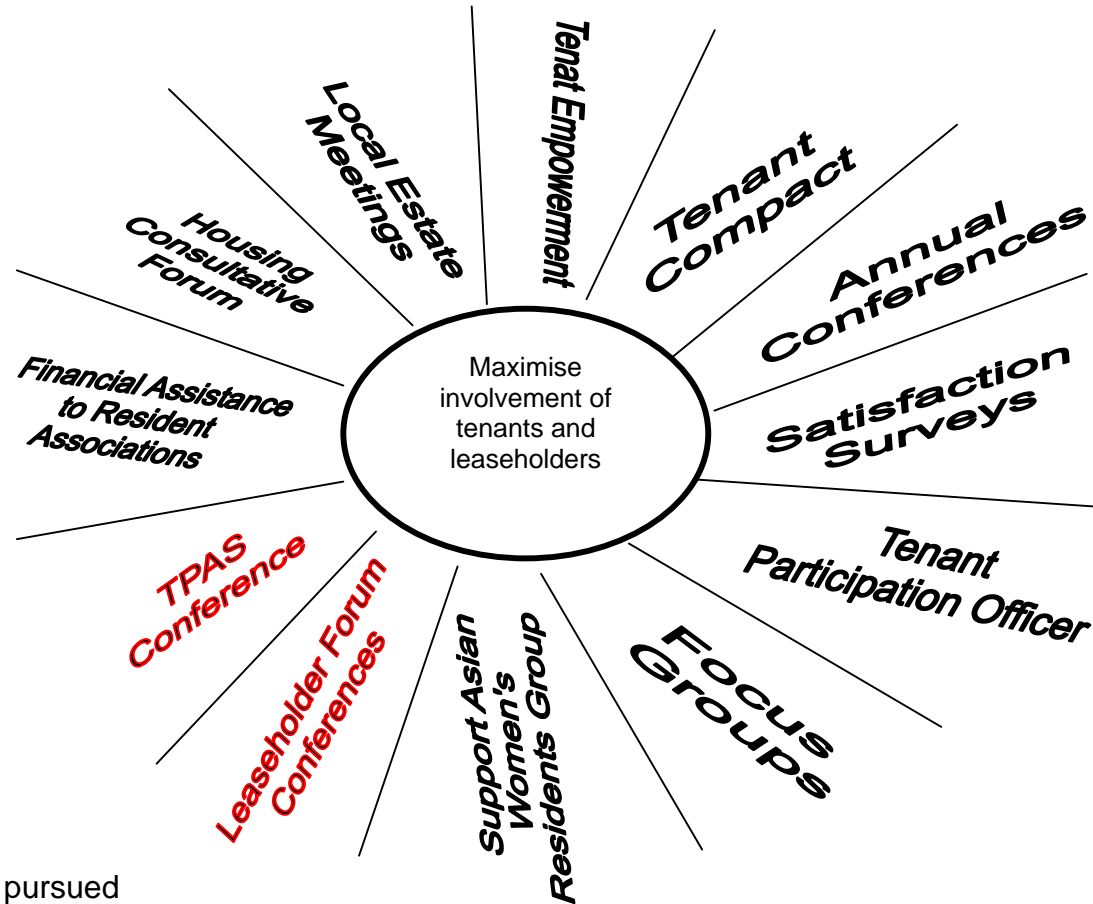 Tenat Empowerment
Tenant
Compact
Annual
Conferences
Satisfaction
Surveys
Tenant
Participation Officer
Focus
Groups
Support Asian
Women's
Residents Group
Leaseholder Forum
Conferences
TPAS
Conference
Financial Assistance
to Resident
Associations
Housing
Consultative
Forum
Local Estate
Meetings
Maximise
involvement of
tenants and
leaseholders
pursued